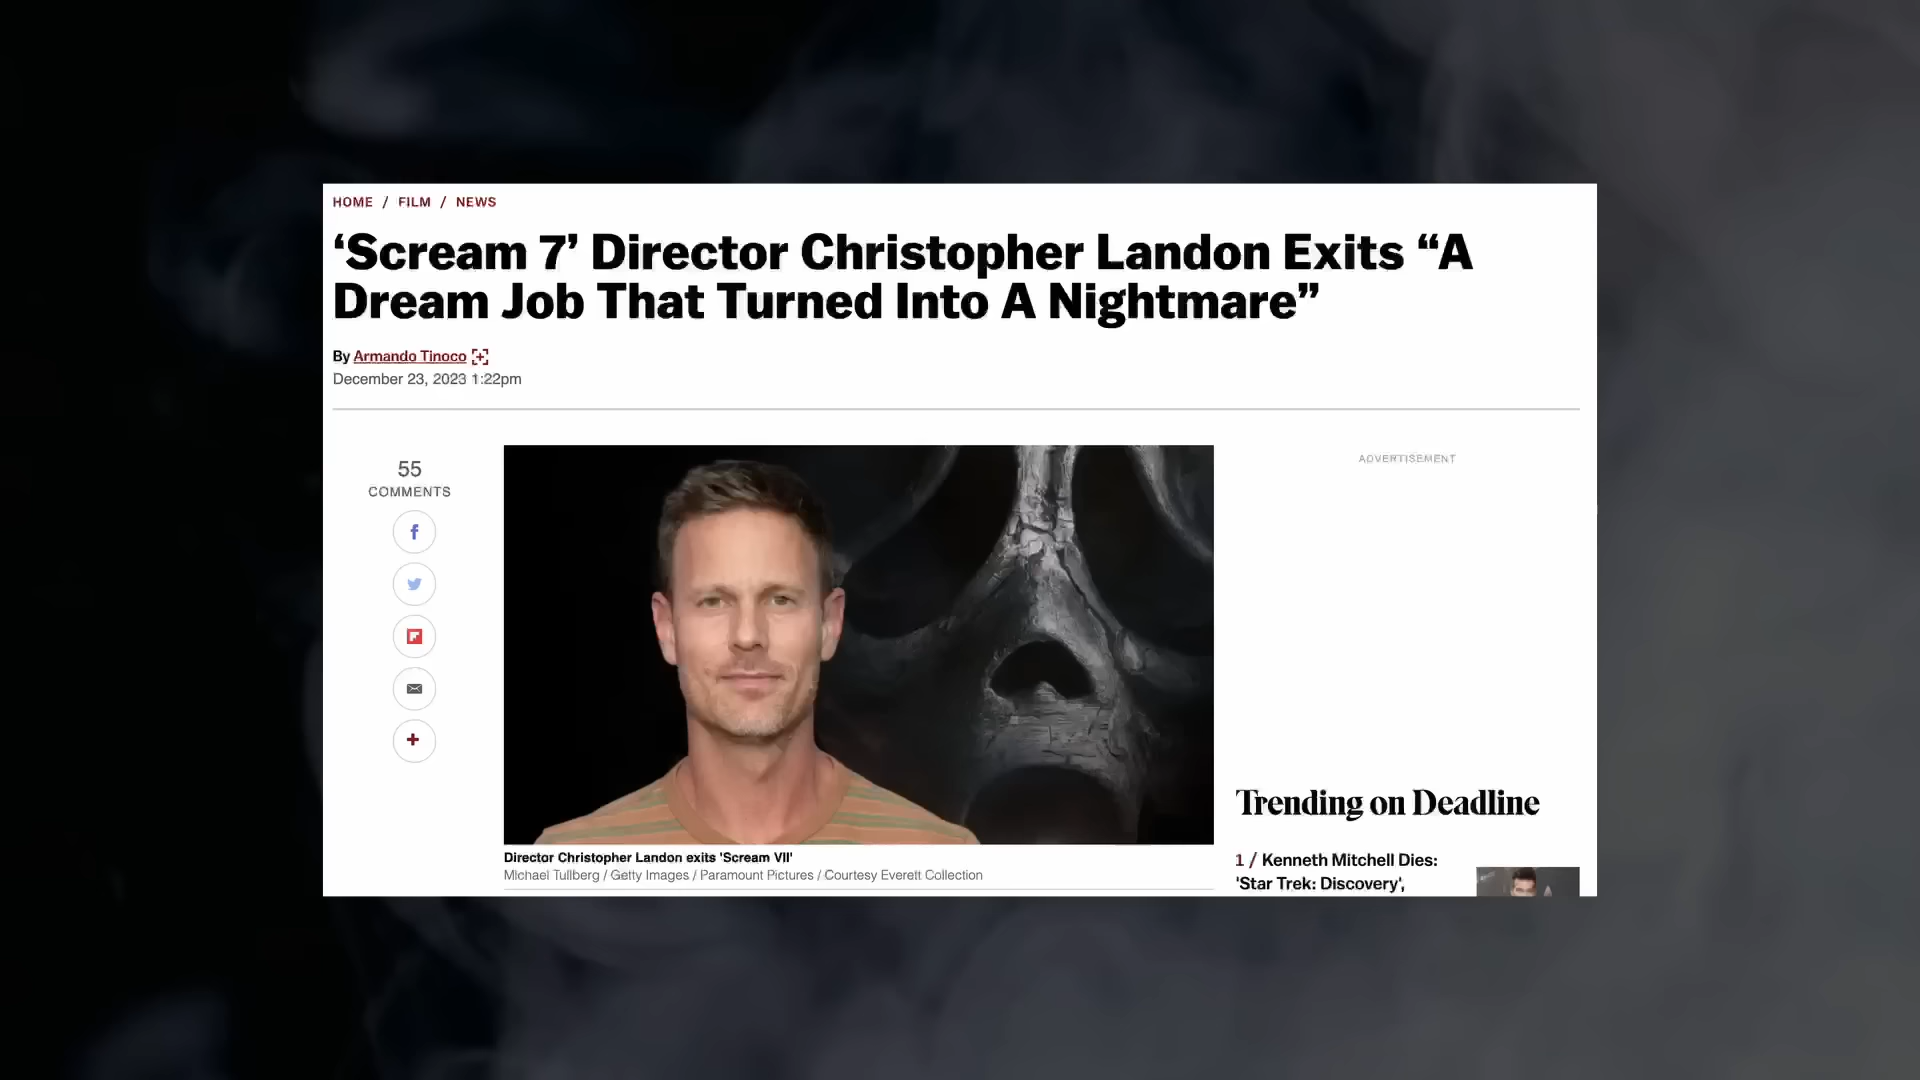 HOME / FILM / NEWS
‘Scream 7’ Director Christopher Landon Exits “A
Dream Job That Turned Into A Nightmare”
By Armando Tinoco
December 23, 2023 1:22pm
55
COMMENTS
ADVERTISEMENT
Director Christopher Landon exits 'Scream VII'
Michael Tullberg / Getty Images / Paramount Pictures / Courtesy Everett Collection
Trending on Deadline
1 / Kenneth Mitchell Dies:
'Star Trek: Discovery',